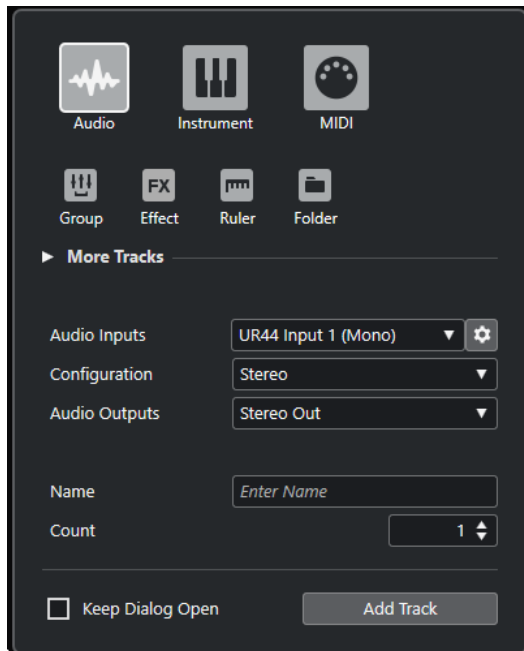 Audio Instrument MIDI
FX
Group Effect Ruler Folder
More Tracks
Audio Inputs UR44 Input 1 (Mono)
Configuration Stereo
Audio Outputs Stereo Out
Name Enter Name
Count 1
Keep Dialog Open Add Track